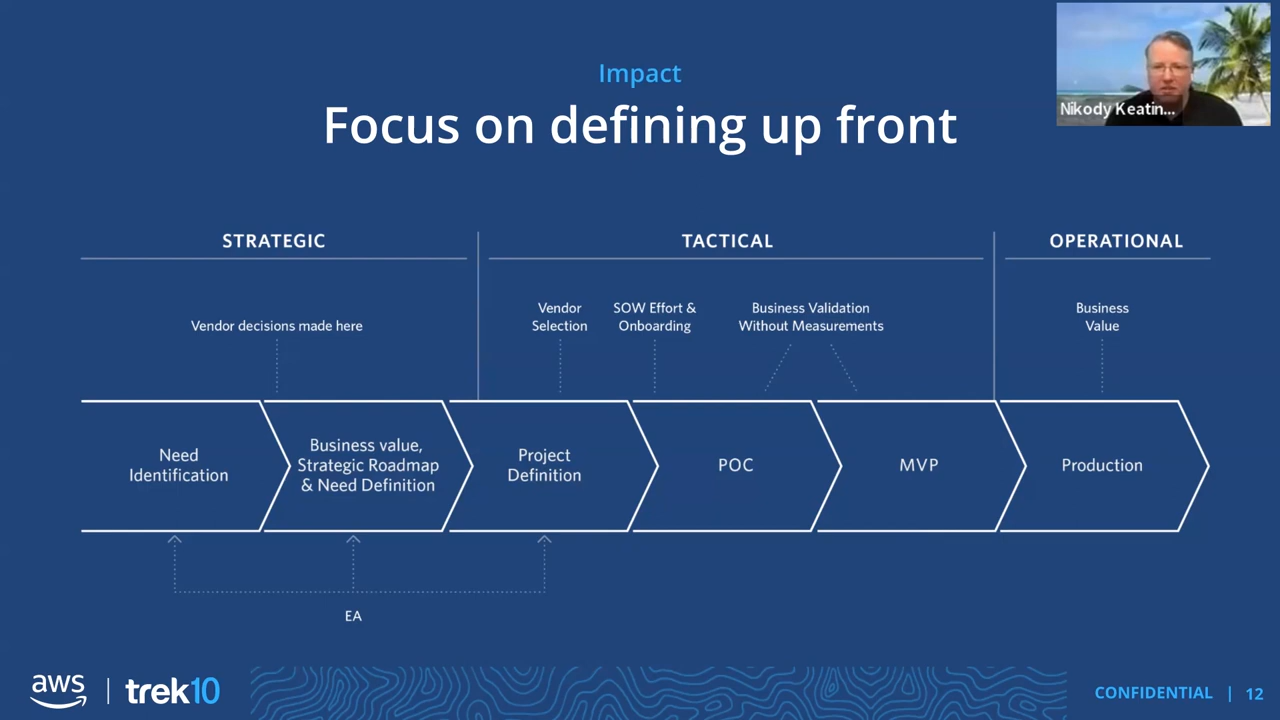 Impact
Focus on defining up front
Nikody Keatin...
STRATEGIC
TACTICAL
OPERATIONAL
Vendor decisions made here
Vendor
Selection
SOW Effort &
Onboarding
Business Validation
Without Measurements
Business
Value
Need
Identification
Business value,
Strategic Roadmap
& Need Definition
Project
Definition
POC
MVP
Production
EA
aws | trek10
CONFIDENTIAL | 12